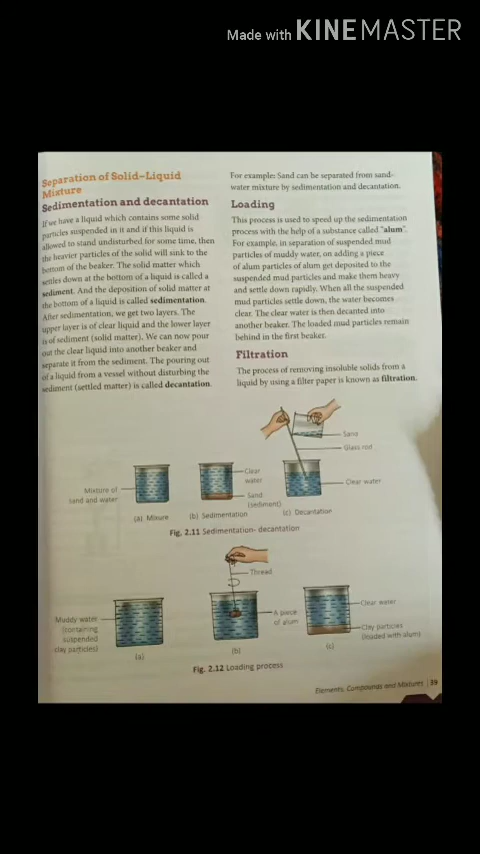 Made with KINEMASTER
Separation of Solid–Liquid
Mixture
Sedimentation and decantation
If we have a liquid which contains some solid
particles suspended in it and if this liquid is
allowed to stand undisturbed for some time, then
the heavier particles of the solid will sink to the
bottom of the beaker. The solid matter which
settles down at the bottom of a liquid is called a
sediment. And the deposition of solid matter at
the bottom of a liquid is called sedimentation.
After sedimentation, we get two layers. The
upper layer is of clear liquid and the lower layer
is of sediment (solid matter). We can now pour
out the clear liquid into another beaker and
separate it from the sediment. The pouring out
of a liquid from a vessel without disturbing the
sediment (settled matter) is called decantation.
For example: Sand can be separated from sand-
water mixture by sedimentation and decantation.
Loading
This process is used to speed up the sedimentation
process with the help of a substance called "alum".
For example, in separation of suspended mud
particles of muddy water, on adding a piece
of alum particles of alum get deposited to the
suspended mud particles and make them heavy
and settle down rapidly. When all the suspended
mud particles settle down, the water becomes
clear. The clear water is then decanted into
another beaker. The loaded mud particles remain
behind in the first beaker.
Filtration
The process of removing insoluble solids from a
liquid by using a filter paper is known as filtration.
Sand
Glass rod
Clear water
Clear
water
Sand
(sediment)
Mixture of
sand and water
(A) Mixure
(b) Sedimentation
(c) Decantation
Fig. 2.11 Sedimentation- decantation
Thread
Muddy water
(containing
suspended
clay particles)
A piece
of alum
Clear water
Clay particles
(loaded with alum)
(a)
(b)
(c)
Fig. 2.12 Loading process
Elements, Compounds and Mixtures | 39